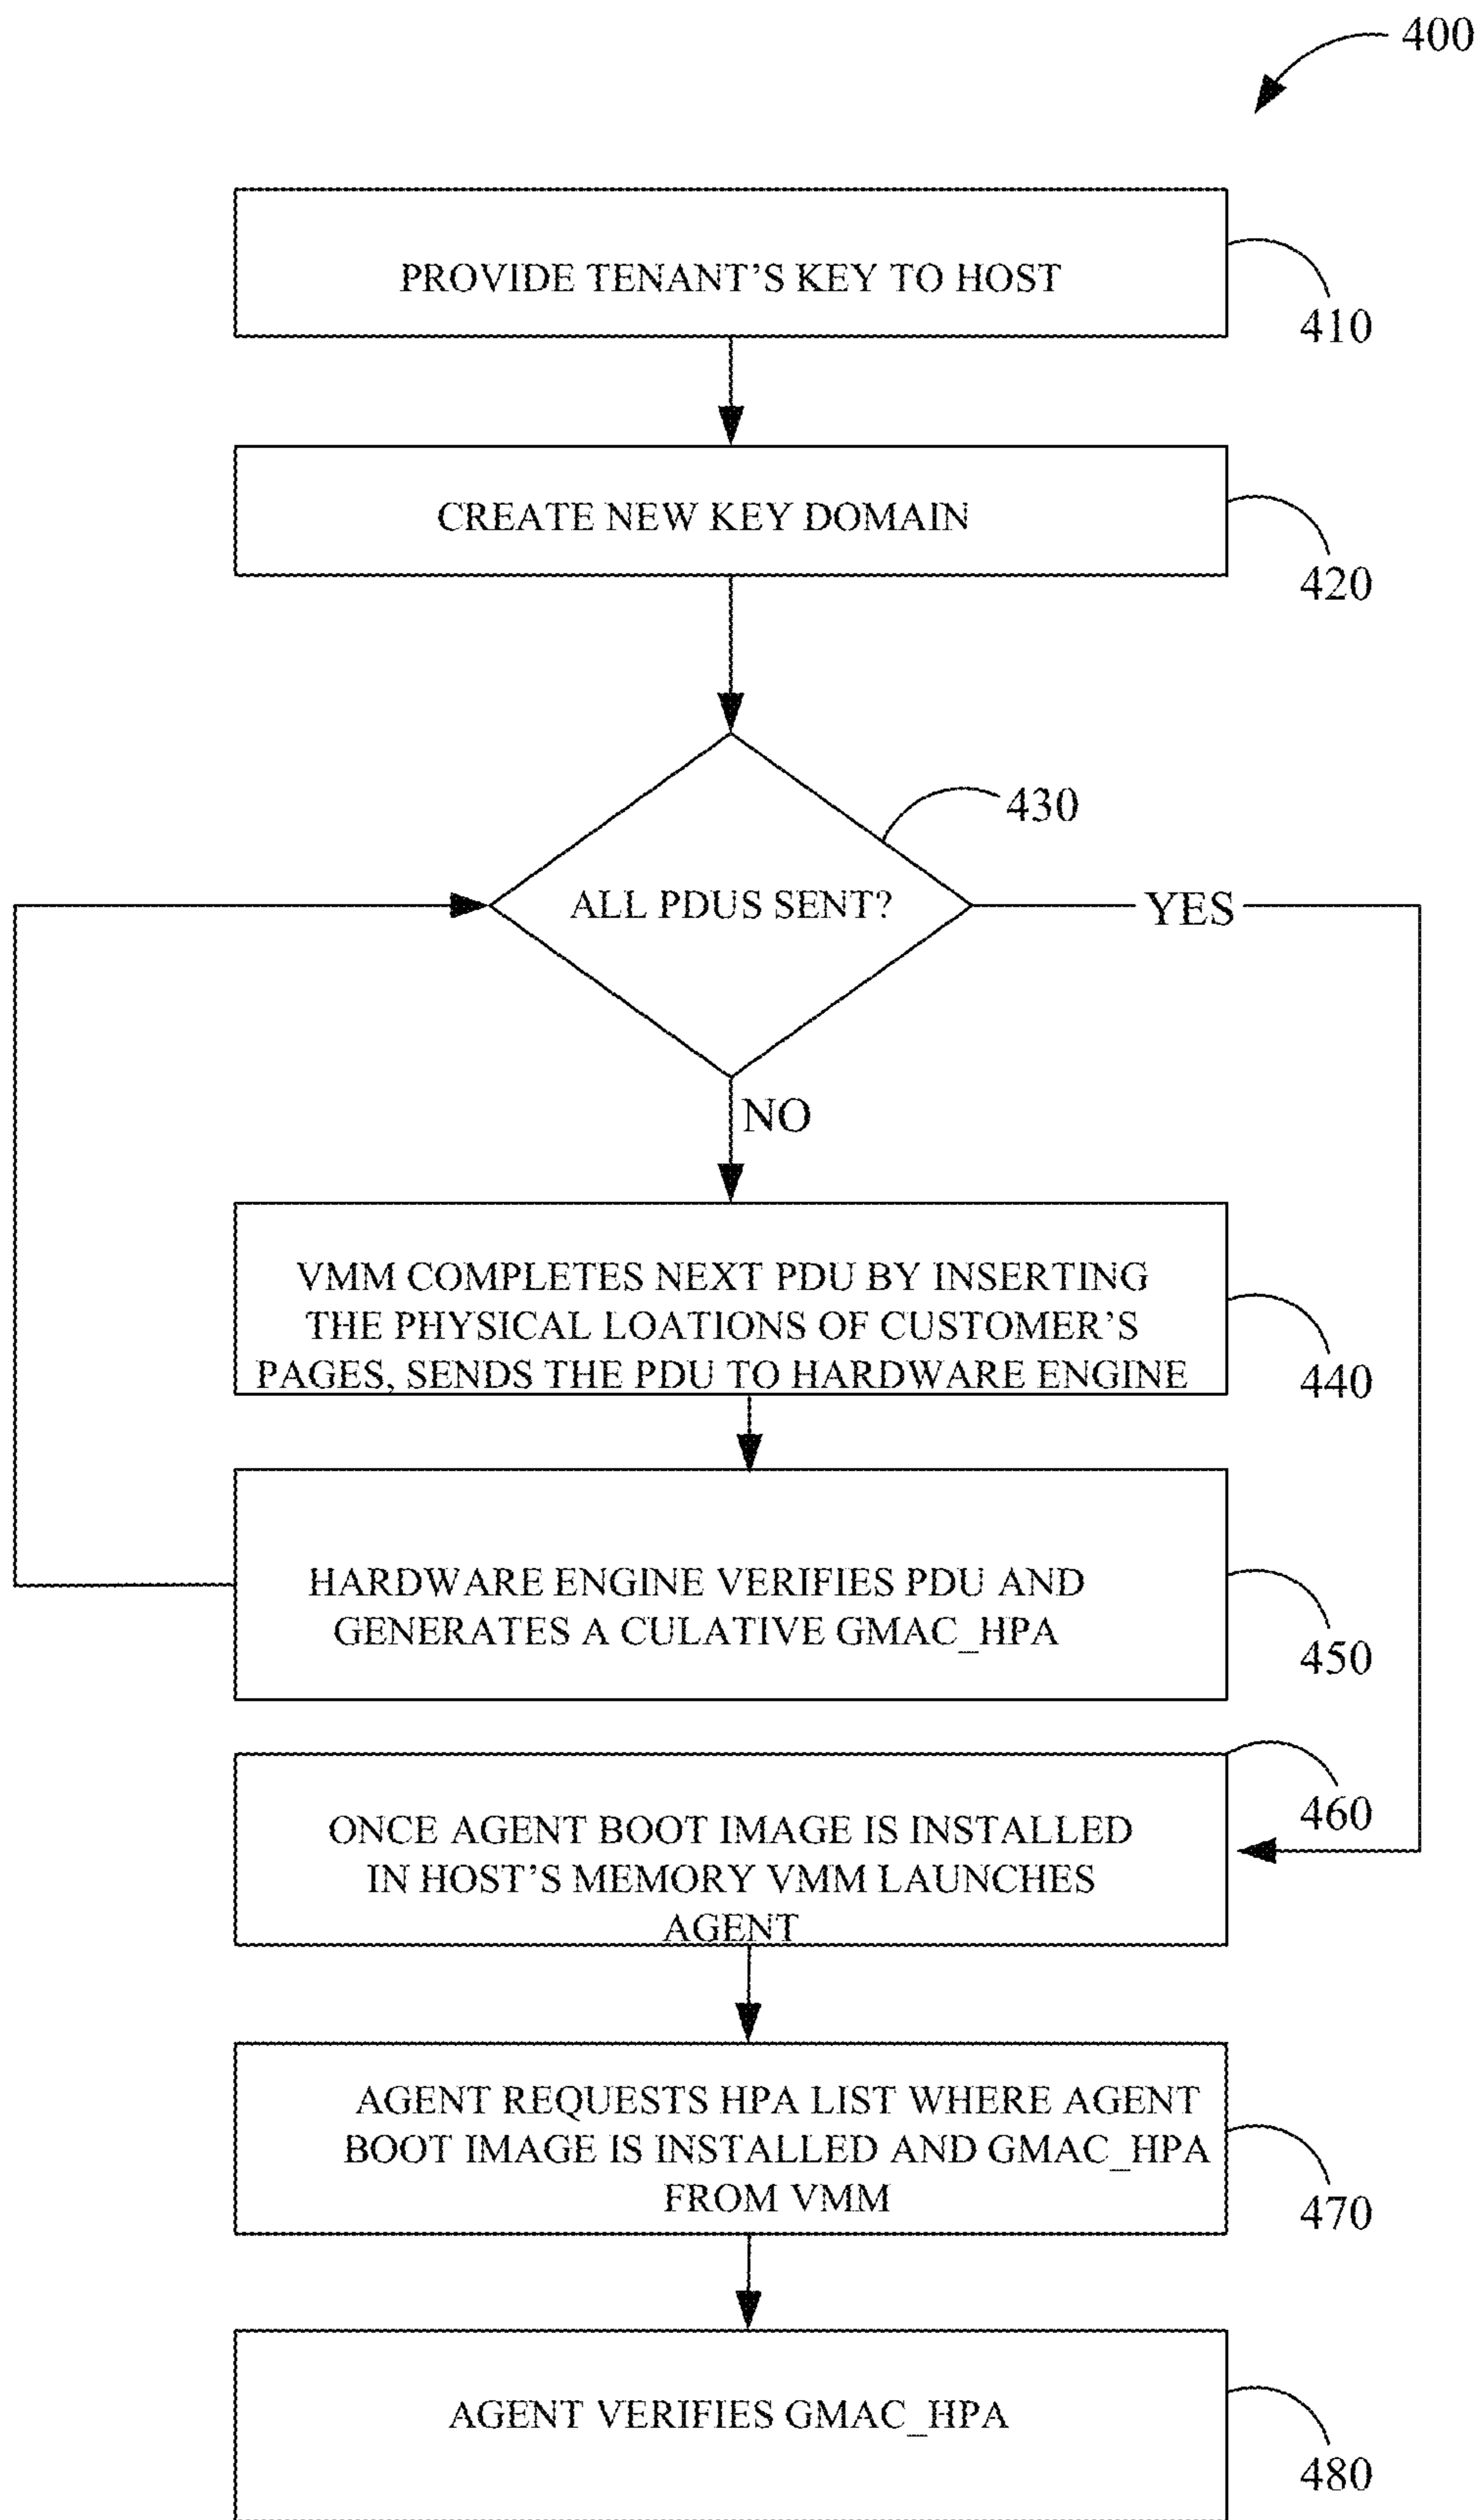 400
PROVIDE TENANT'S KEY TO HOST
410
CREATE NEW KEY DOMAIN
420
430
ALL PDUS SENT?
YES
NO
VMM COMPLETES NEXT PDU BY INSERTING
THE PHYSICAL LOATIONS OF CUSTOMER'S
PAGES, SENDS THE PDU TO HARDWARE ENGINE
440
HARDWARE ENGINE VERIFIES PDU AND
GENERATES A CULATIVE GMAC_HPA
450
460
ONCE AGENT BOOT IMAGE IS INSTALLED
IN HOST'S MEMORY VMM LAUNCHES
AGENT
AGENT REQUESTS HPA LIST WHERE AGENT
BOOT IMAGE IS INSTALLED AND GMAC_HPA
FROM VMM
470
AGENT VERIFIES GMAC_HPA
480